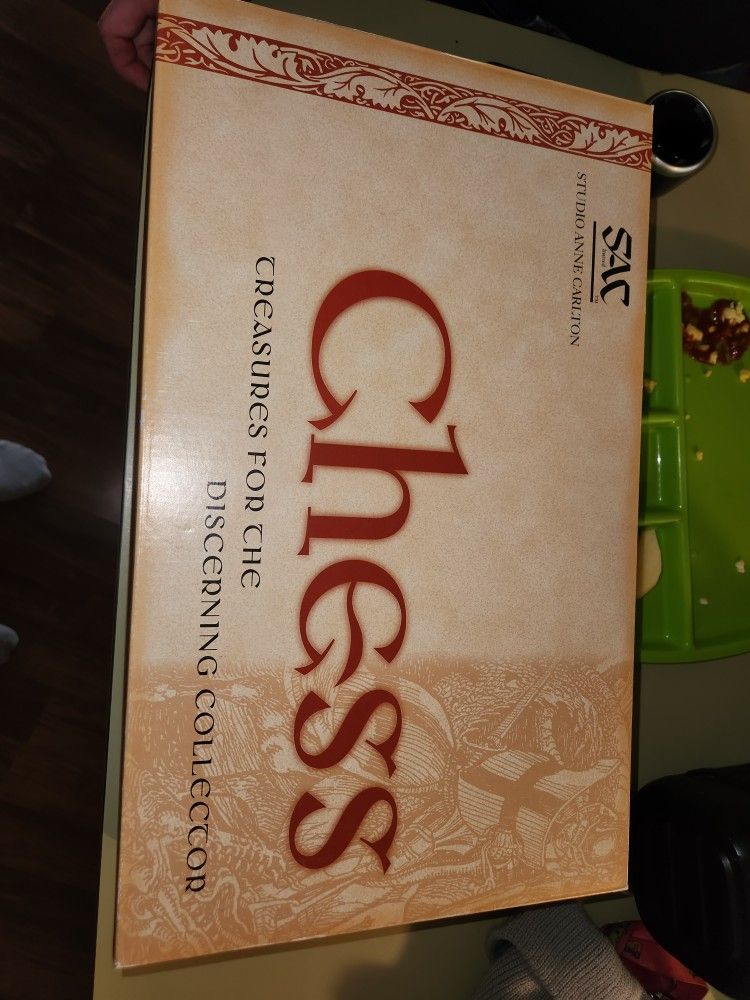 SAC
STUDIO ANNE CARLTON
Chess
TREASURES FOR THE
DISCERNING COLLECTOR